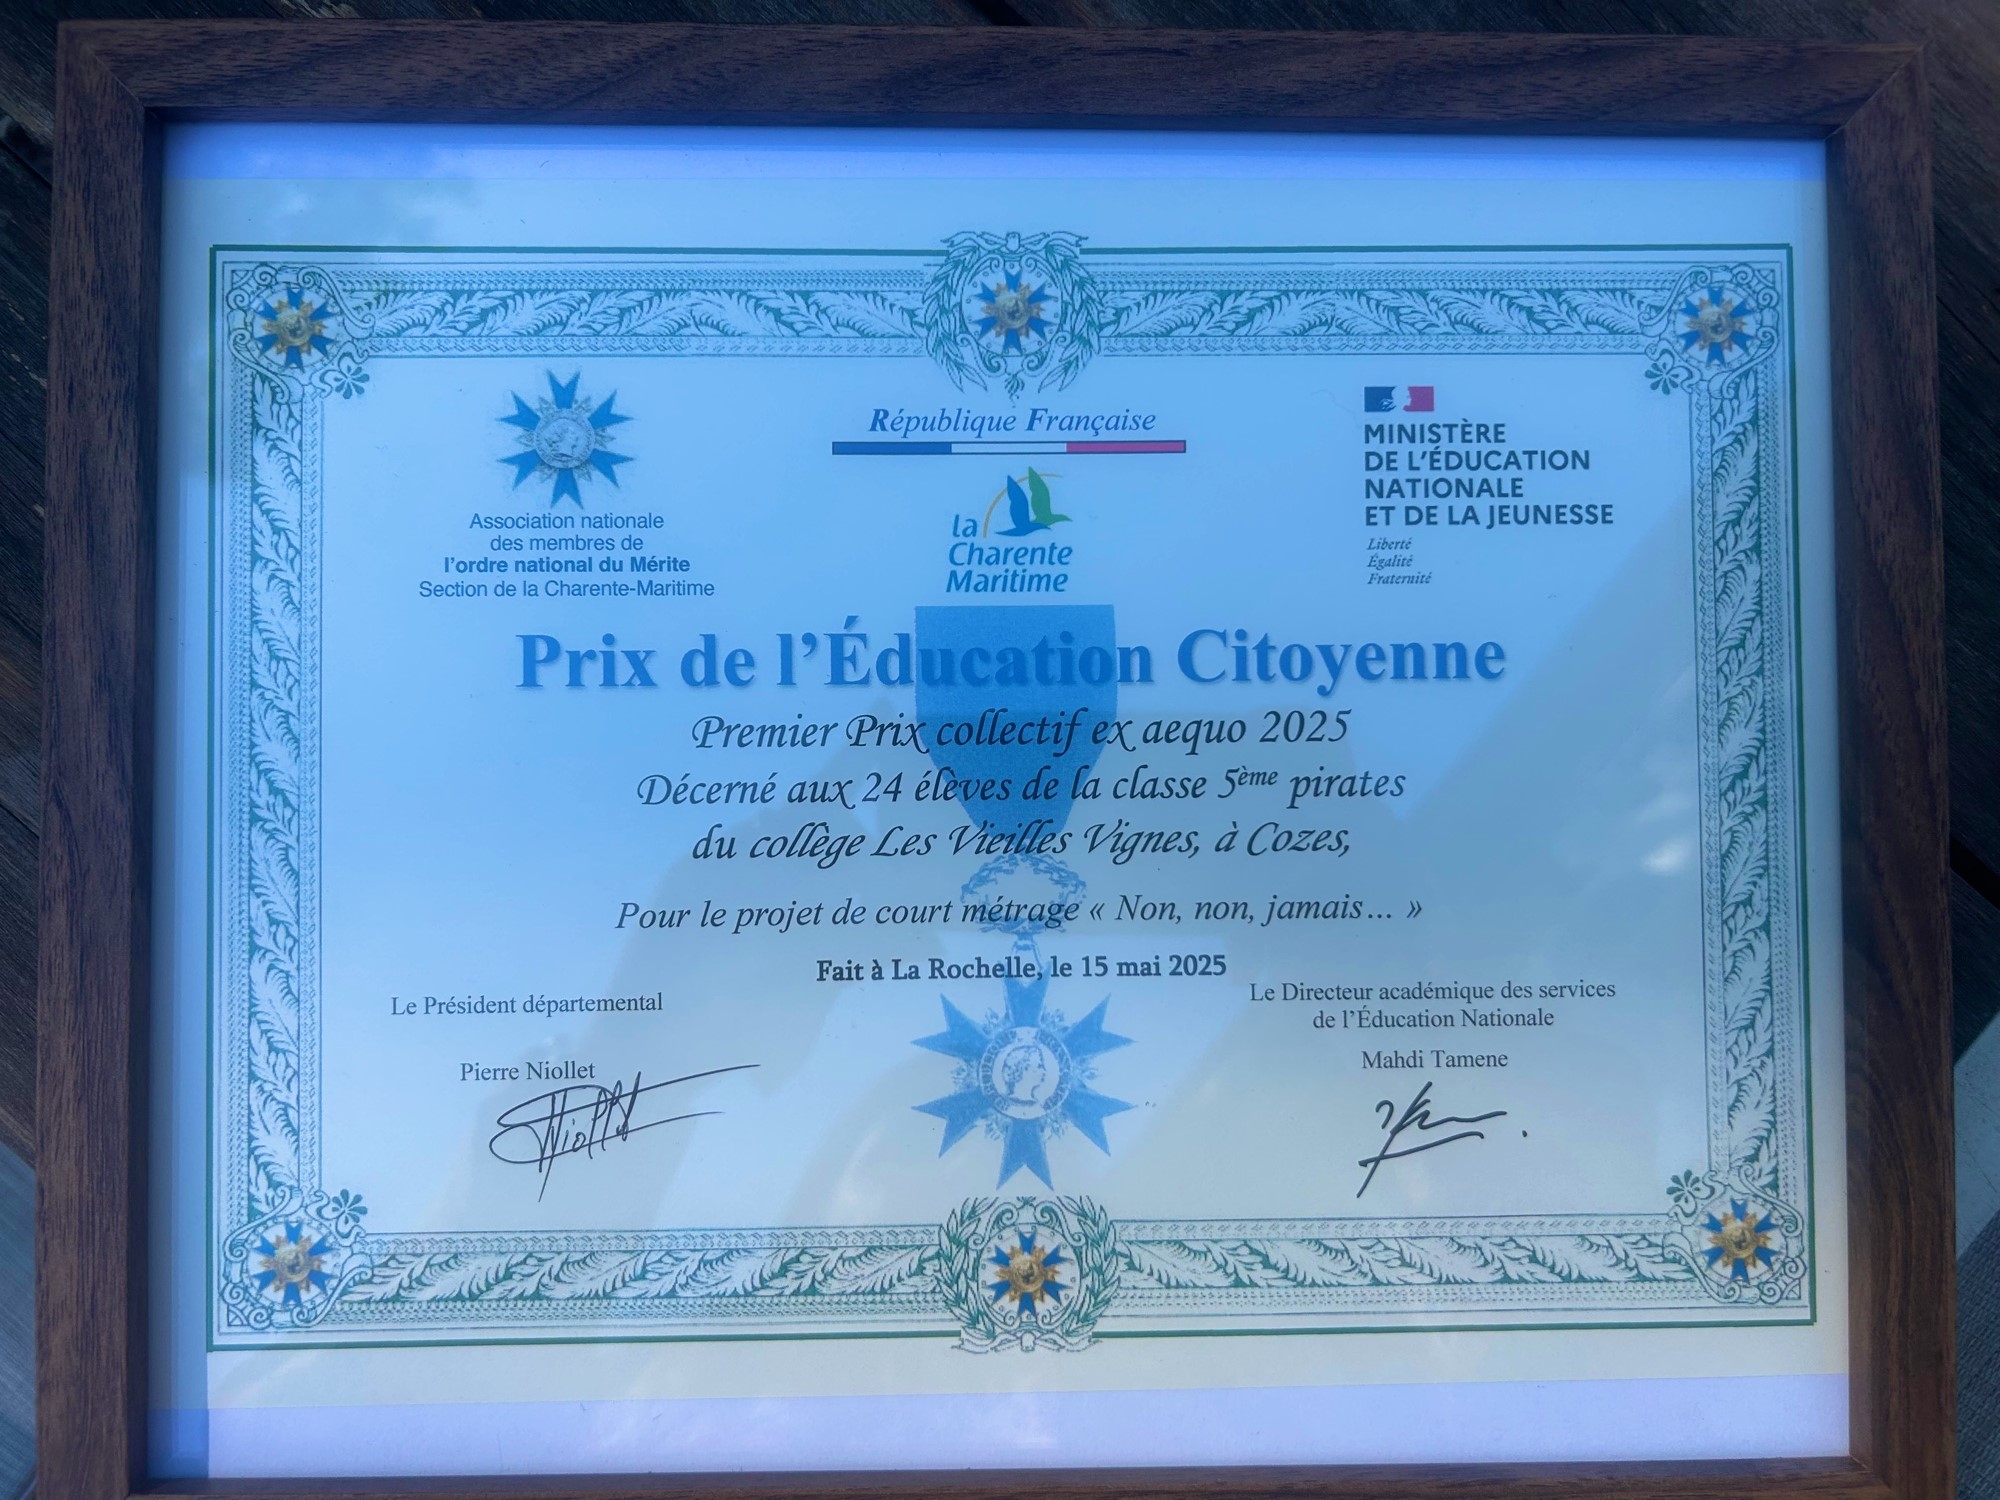 République Française
Association nationale
des membres de
l'ordre national du Mérite
Section de la Charente-Maritime
la
Charente
Maritime
MINISTÈRE
DE L'ÉDUCATION
NATIONALE
ET DE LA JEUNESSE
Liberté
Égalité
Fraternité
Prix de l'Éducation Citoyenne
Premier Prix collectif ex aequo 2025
Décerné aux 24 élèves de la classe 5ème pirates
du collège Les Vieilles Vignes, à Cozes,
Pour le projet de court métrage « Non, non, jamais... »
Fait à La Rochelle, le 15 mai 2025
Le Président départemental
Pierre Niollet
Le Directeur académique des services
de l'Éducation Nationale
Mahdi Tamene